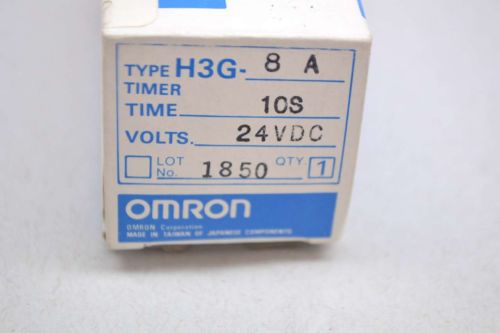 TYPE H3G- 8 A
TIMER
TIME 10S
VOLTS. 24VDC
LOT No. 1850 QTY. 1
OMRON
OMRON Corporation
MADE IN TAIWAN OF JAPANESE COMPONENTS